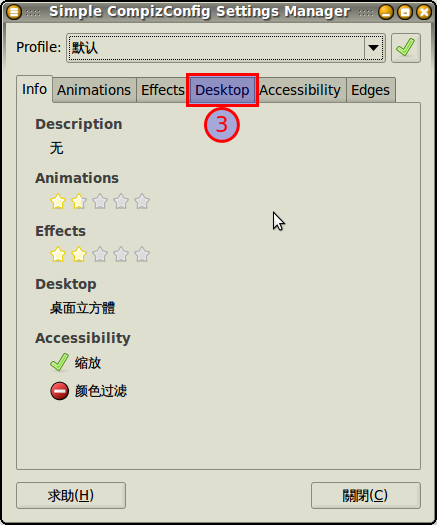 Simple CompizConfig Settings Manager
Profile: 默认
Info Animations Effects Desktop Accessibility Edges
3
Description
无
Animations
Effects
Desktop
桌面立方體
Accessibility
缩放
颜色过滤
求助(H) 關閉(C)